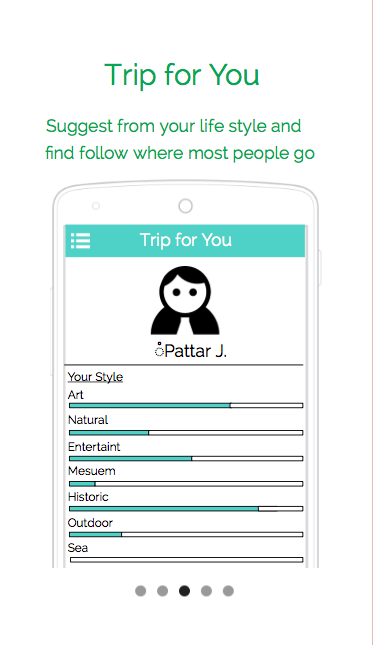 Trip for You
Suggest from your life style and
find follow where most people go
Trip for You
ํPattar J.
Your Style
Art
Natural
Entertaint
Mesuem
Historic
Outdoor
Sea